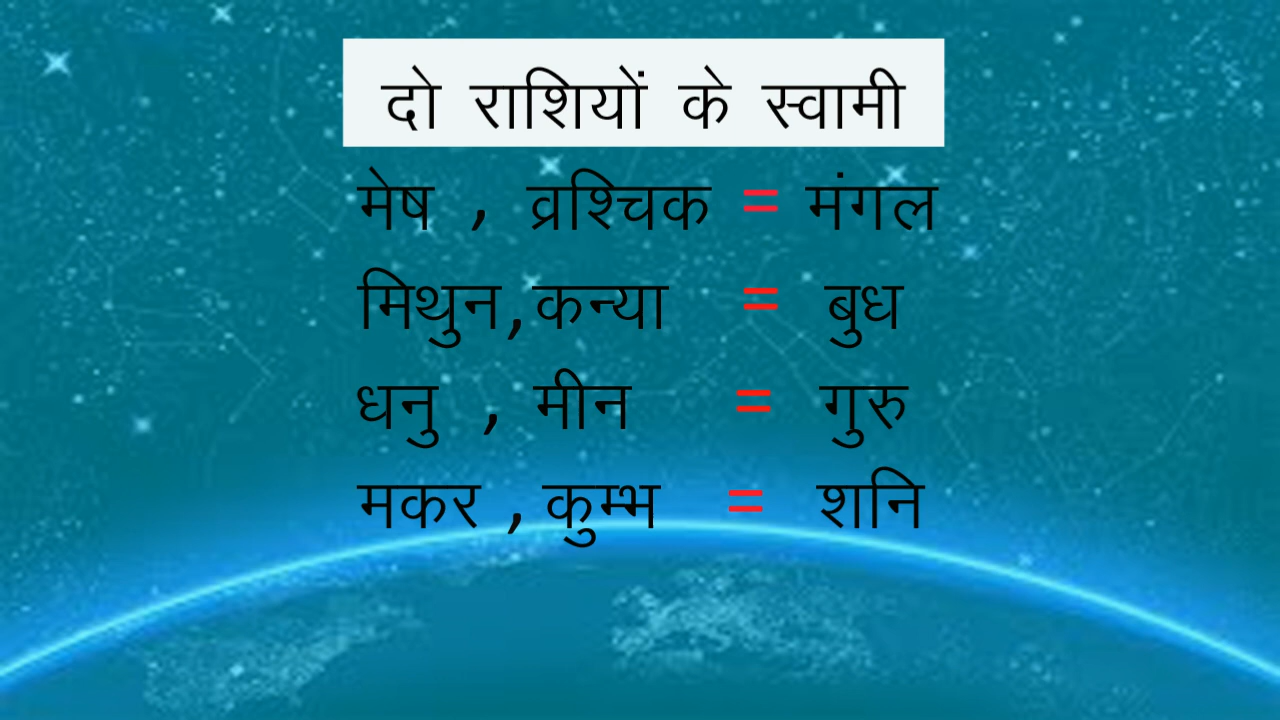 दो राशियों के स्वामी
मेष , व्रश्चिक = मंगल
मिथुन,कन्या = बुध
धनु , मीन = गुरु
मकर ,कुम्भ = शनि